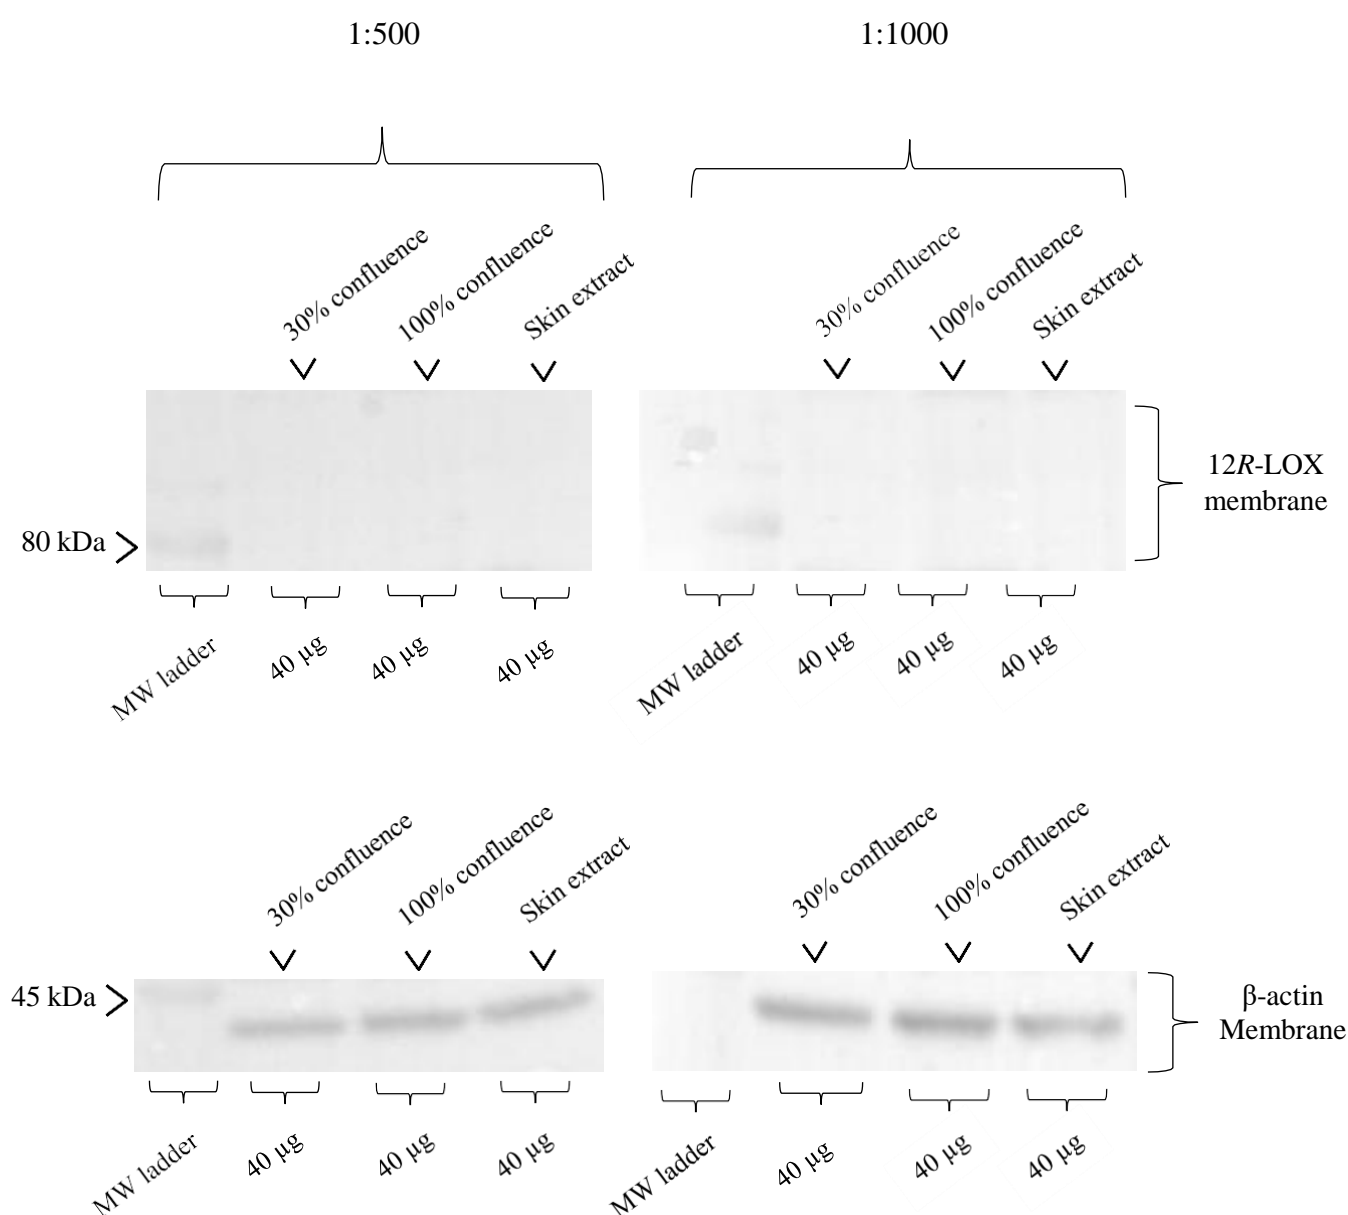 1:500
1:1000
30% confluence
100% confluence
Skin extract
30% confluence
100% confluence
Skin extract
12R-LOX
membrane
80 kDa
MW ladder
40 µg
40 µg
40 µg
MW ladder
40 µg
40 µg
40 µg
30% confluence
100% confluence
Skin extract
30% confluence
100% confluence
Skin extract
45 kDa
β-actin
Membrane
MW ladder
40 µg
40 µg
40 µg
MW ladder
40 µg
40 µg
40 µg